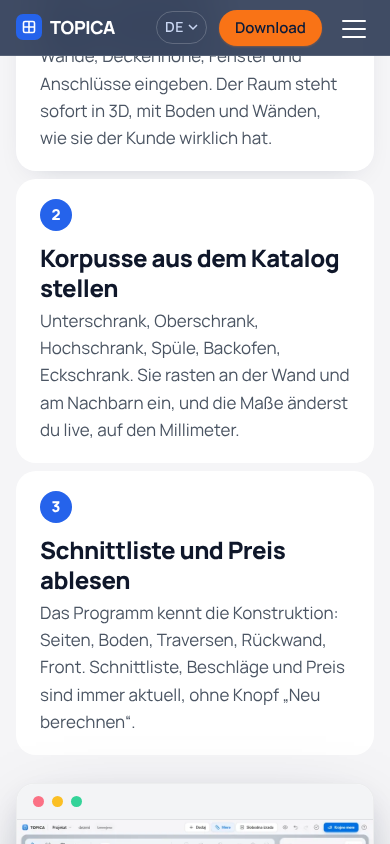 TOPICA
DE
Download
Wände, Deckenhöhe, Fenster und
Anschlüsse eingeben. Der Raum steht
sofort in 3D, mit Boden und Wänden,
wie sie der Kunde wirklich hat.
2
Korpusse aus dem Katalog
stellen
Unterschrank, Oberschrank,
Hochschrank, Spüle, Backofen,
Eckschrank. Sie rasten an der Wand und
am Nachbarn ein, und die Maße änderst
du live, auf den Millimeter.
3
Schnittliste und Preis
ablesen
Das Programm kennt die Konstruktion:
Seiten, Boden, Traversen, Rückwand,
Front. Schnittliste, Beschläge und Preis
sind immer aktuell, ohne Knopf „Neu
berechnen“.
TOPICA